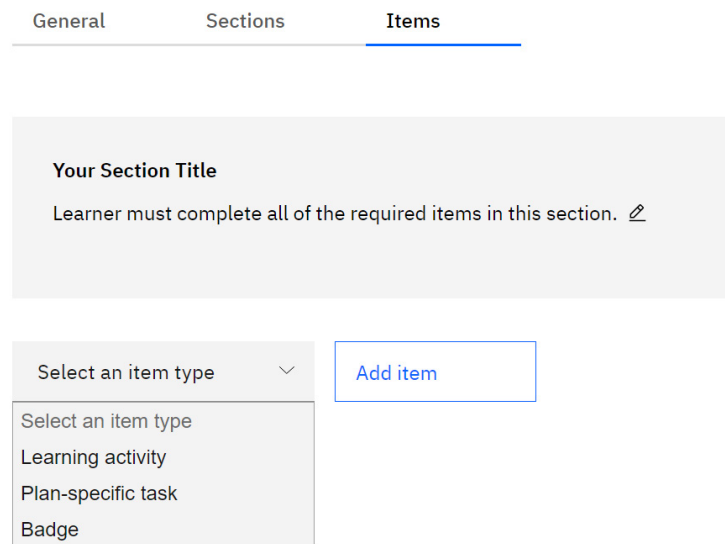 General Sections Items
Your Section Title
Learner must complete all of the required items in this section.
Select an item type Add item
Select an item type
Learning activity
Plan-specific task
Badge